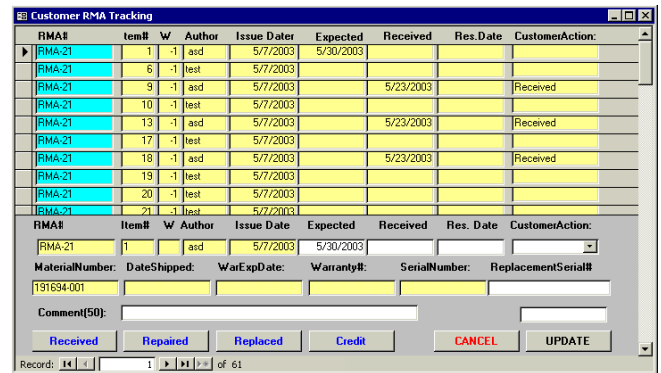 Customer RMA Tracking
RMA# tem# W Author Issue Dater Expected Received Res.Date CustomerAction:
RMA-21 1 -1 asd 5/7/2003 5/30/2003
RMA-21 6 -1 test 5/7/2003
RMA-21 9 -1 asd 5/7/2003 5/23/2003 Received
RMA-21 10 -1 test 5/7/2003
RMA-21 13 -1 asd 5/7/2003 5/23/2003 Received
RMA-21 17 -1 test 5/7/2003
RMA-21 18 -1 asd 5/7/2003 5/23/2003 Received
RMA-21 19 -1 test 5/7/2003
RMA-21 20 -1 test 5/7/2003
RMA-21 21 -1 test 5/7/2003
RMA# Item# W Author Issue Date Expected Received Res. Date CustomerAction:
RMA-21 1 asd 5/7/2003 5/30/2003
MaterialNumber: DateShipped: WarExpDate: Warranty#: SerialNumber: ReplacementSerial#
191694-001
Comment(50):
Received Repaired Replaced Credit CANCEL UPDATE
Record: 1 of 61